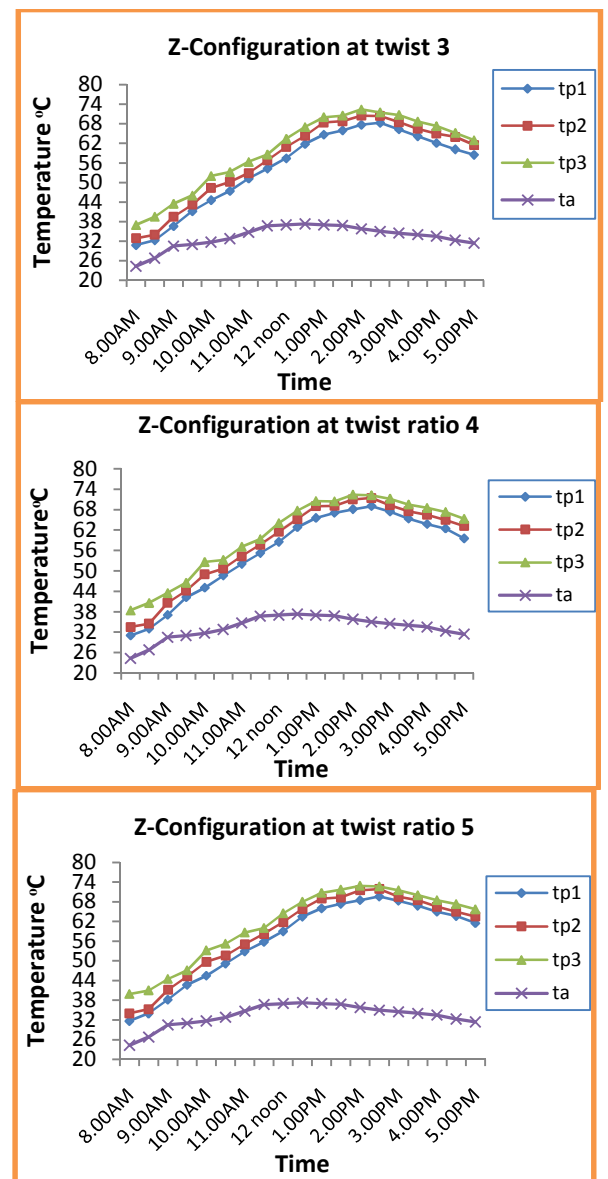 Z-Configuration at twist 3
Temperature ºC
80
74
68
62
56
50
44
38
32
26
20
8.00AM
9.00AM
10.00AM
11.00AM
12 noon
1.00PM
2.00PM
3.00PM
4.00PM
5.00PM
Time
tp1
tp2
tp3
ta
Z-Configuration at twist ratio 4
TemperatureºC
80
74
68
62
56
50
44
38
32
26
20
8.00AM
9.00AM
10.00AM
11.00AM
12 noon
1.00PM
2.00PM
3.00PM
4.00PM
5.00PM
Time
tp1
tp2
tp3
ta
Z-Configuration at twist ratio 5
Temperature ºC
80
74
68
62
56
50
44
38
32
26
20
8.00AM
9.00AM
10.00AM
11.00AM
12 noon
1.00PM
2.00PM
3.00PM
4.00PM
5.00PM
Time
tp1
tp2
tp3
ta